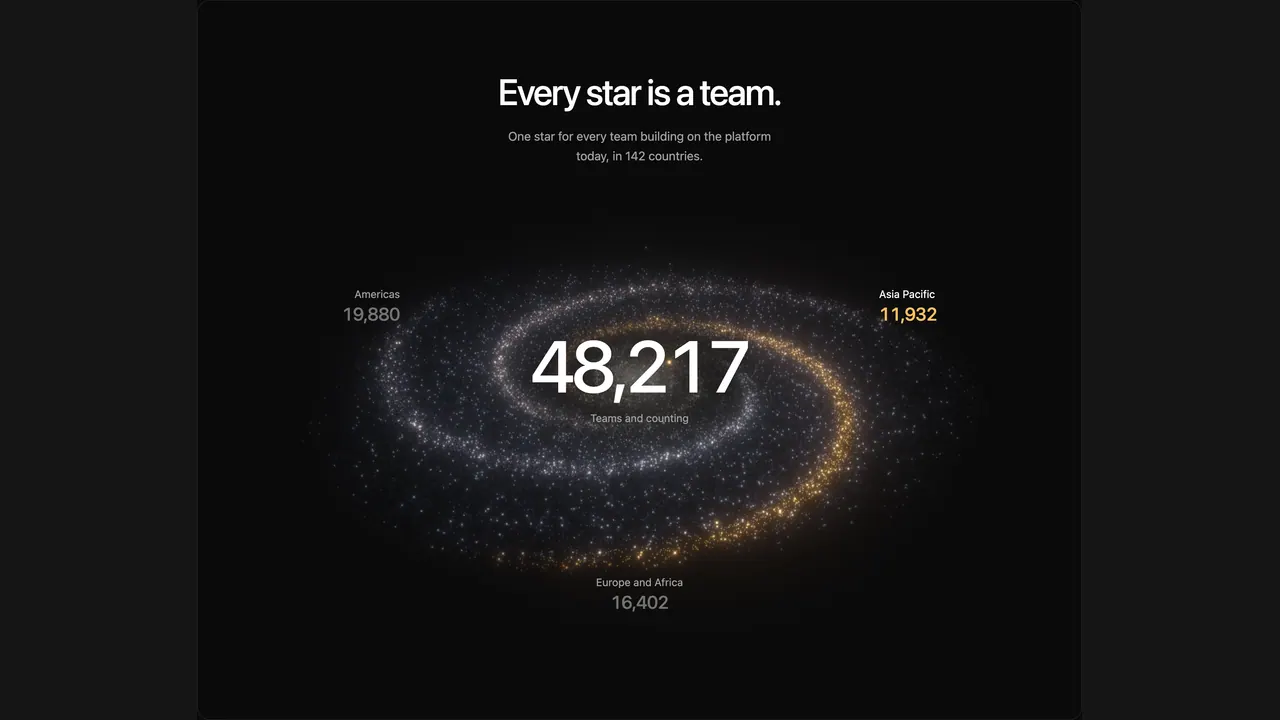 Every star is a team.
One star for every team building on the platform
today, in 142 countries.
Americas
19,880
Asia Pacific
11,932
48,217
Teams and counting
Europe and Africa
16,402